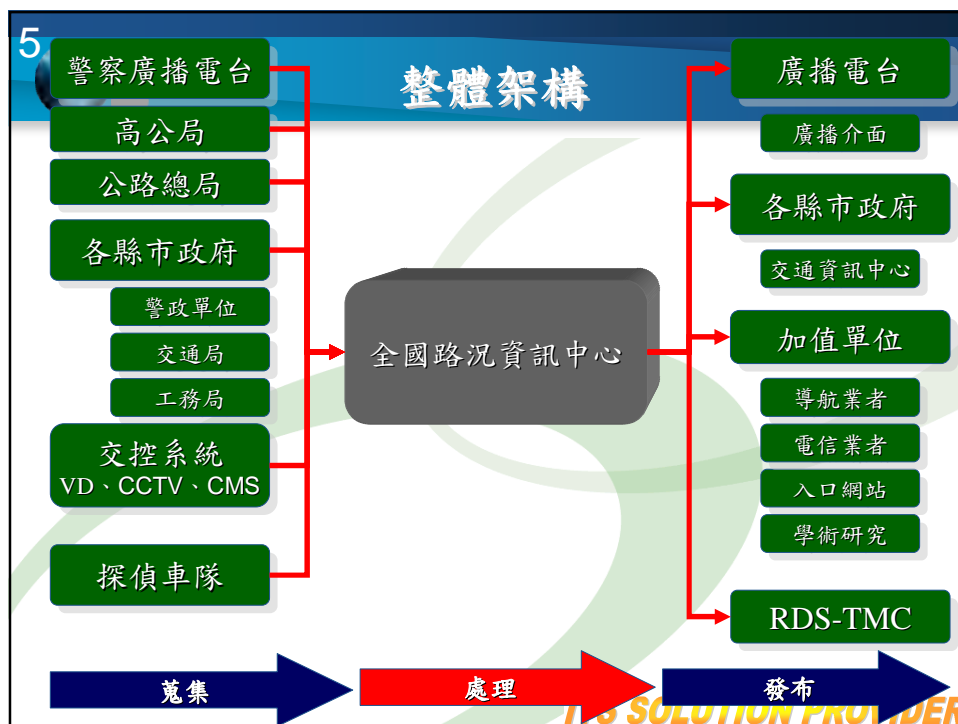 5
整體架構
警察廣播電台
高公局
公路總局
各縣市政府
警政單位
交通局
工務局
交控系統
VD、CCTV、CMS
探偵車隊
全國路況資訊中心
廣播電台
廣播介面
各縣市政府
交通資訊中心
加值單位
導航業者
電信業者
入口網站
學術研究
RDS-TMC
蒐集
處理
發布
SOLUTION PROVIDER